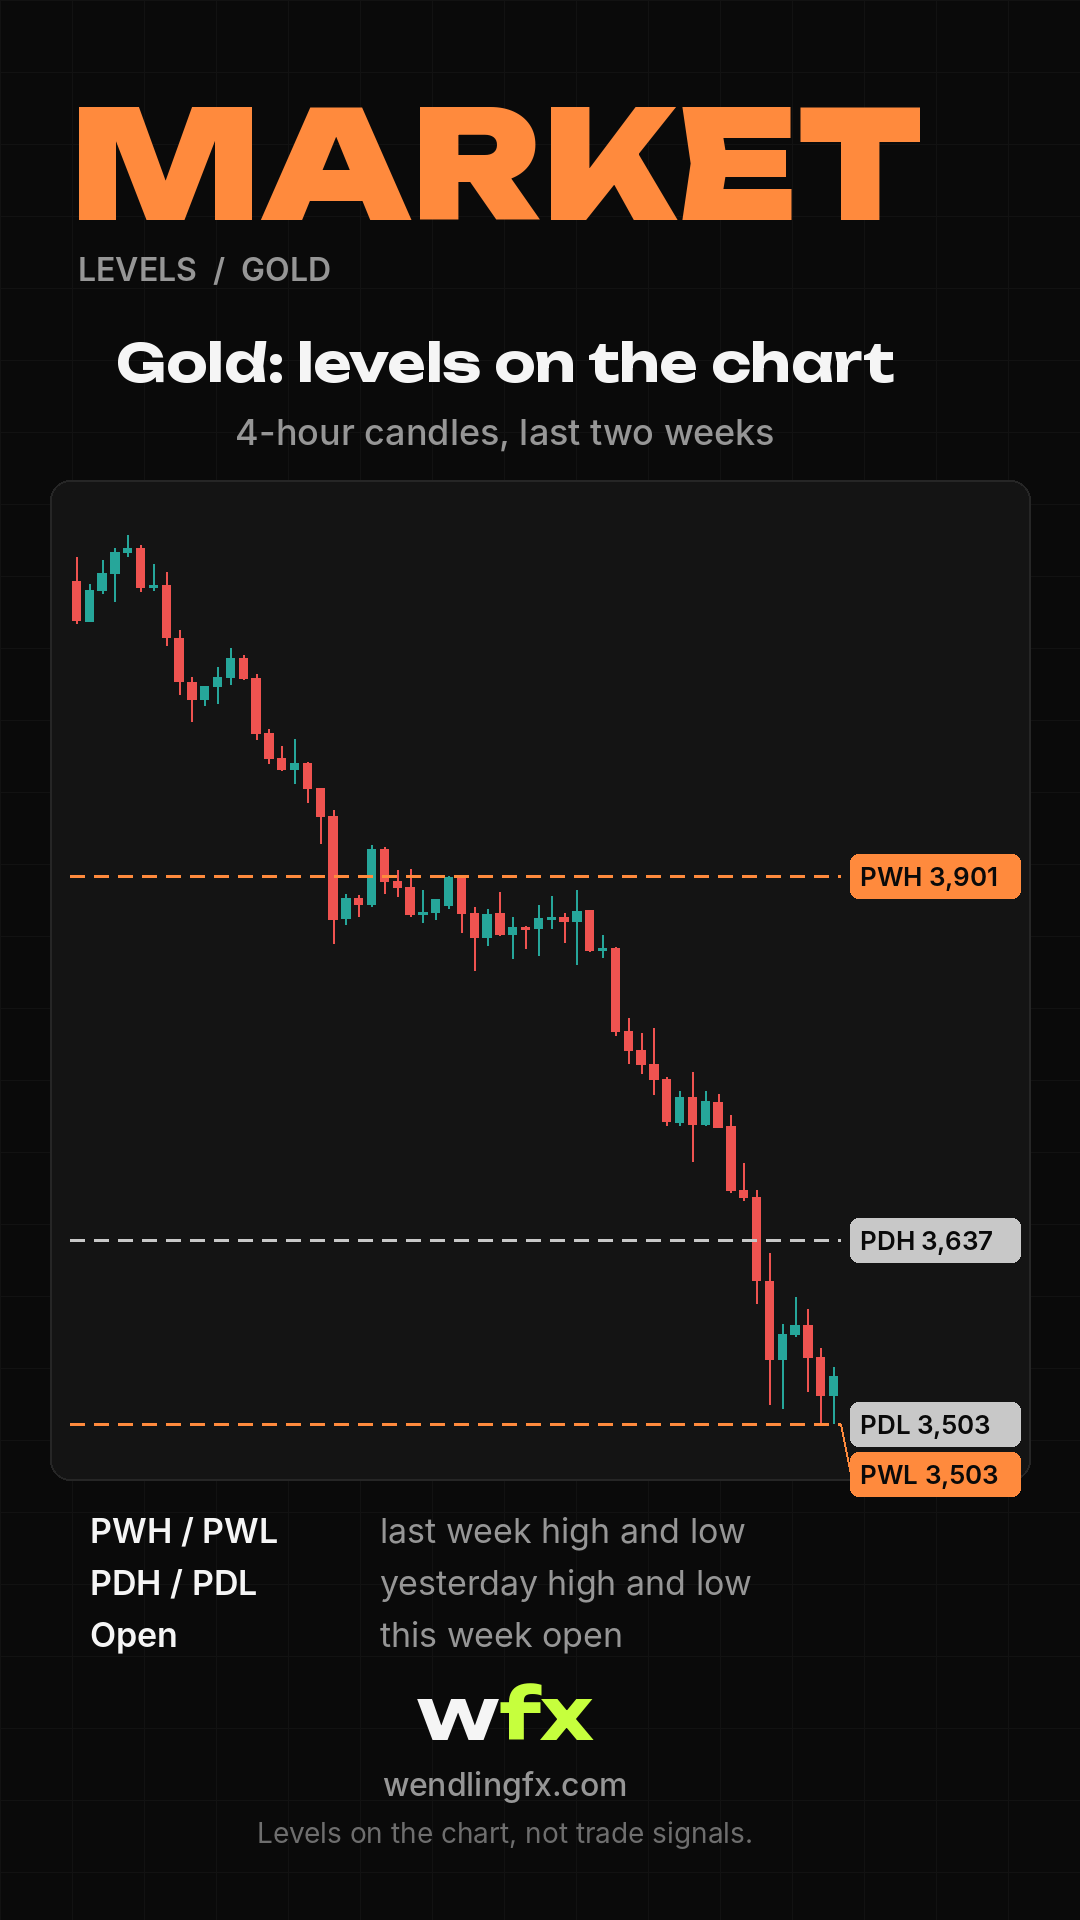 MARKET
LEVELS / GOLD
Gold: levels on the chart
4-hour candles, last two weeks
PWH 3,901
PDH 3,637
PDL 3,503
PWL 3,503
PWH / PWL last week high and low
PDH / PDL yesterday high and low
Open this week open
wfx
wendlingfx.com
Levels on the chart, not trade signals.